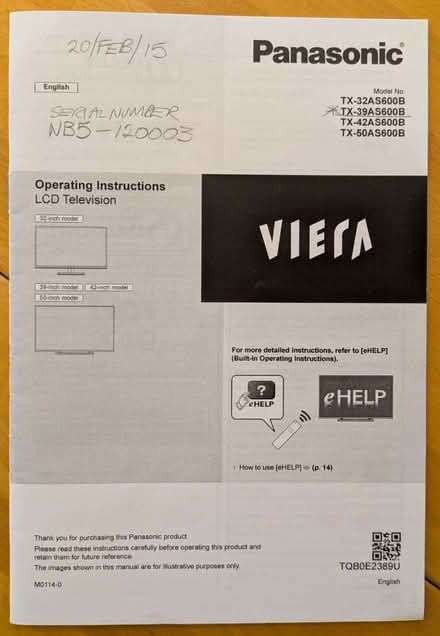 20/FEB/15
Panasonic®
English
Model No.
TX-32AS600B
TX-39AS600B
TX-42AS600B
TX-50AS600B
SERIAL NUMBER
NB5-120003
Operating Instructions
LCD Television
VIERA
32-inch model
39-inch model 42-inch model
50-inch model
For more detailed instructions, refer to [eHELP]
(Built-in Operating Instructions).
?
eHELP
eHELP
How to use [eHELP] ⇨ (p. 14)
Thank you for purchasing this Panasonic product.
Please read these instructions carefully before operating this product and
retain them for future reference.
The images shown in this manual are for illustrative purposes only.
TQB0E2389U
M0114-0
English